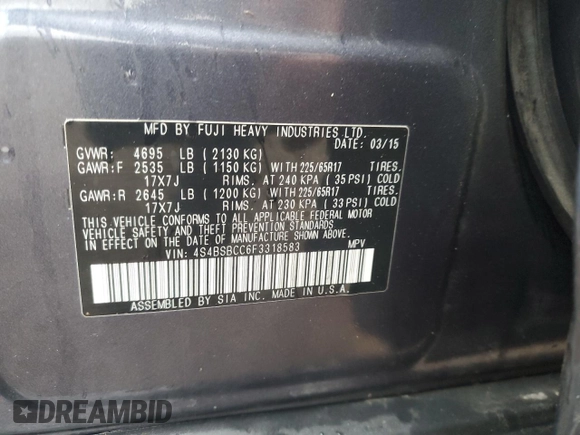 MFD BY FUJI HEAVY INDUSTRIES LTD.
DATE: 03/15
GVWR: 4695 LB (2130 KG)
GAWR:F 2535 LB (1150 KG) WITH 225/65R17 TIRES.
17X7J RIMS. AT 240 KPA (35 PSI) COLD
GAWR:R 2645 LB (1200 KG) WITH 225/65R17 TIRES.
17X7J RIMS. AT 230 KPA (33 PSI) COLD
THIS VEHICLE CONFORMS TO ALL APPLICABLE FEDERAL MOTOR
VEHICLE SAFETY AND THEFT PREVENTION STANDARDS
IN EFFECT ON THE DATE OF MANUFACTURE SHOWN ABOVE.
VIN: 4S4BSBCC6F3318583 MPV
ASSEMBLED BY SIA INC. MADE IN U.S.A.
DREAMBID